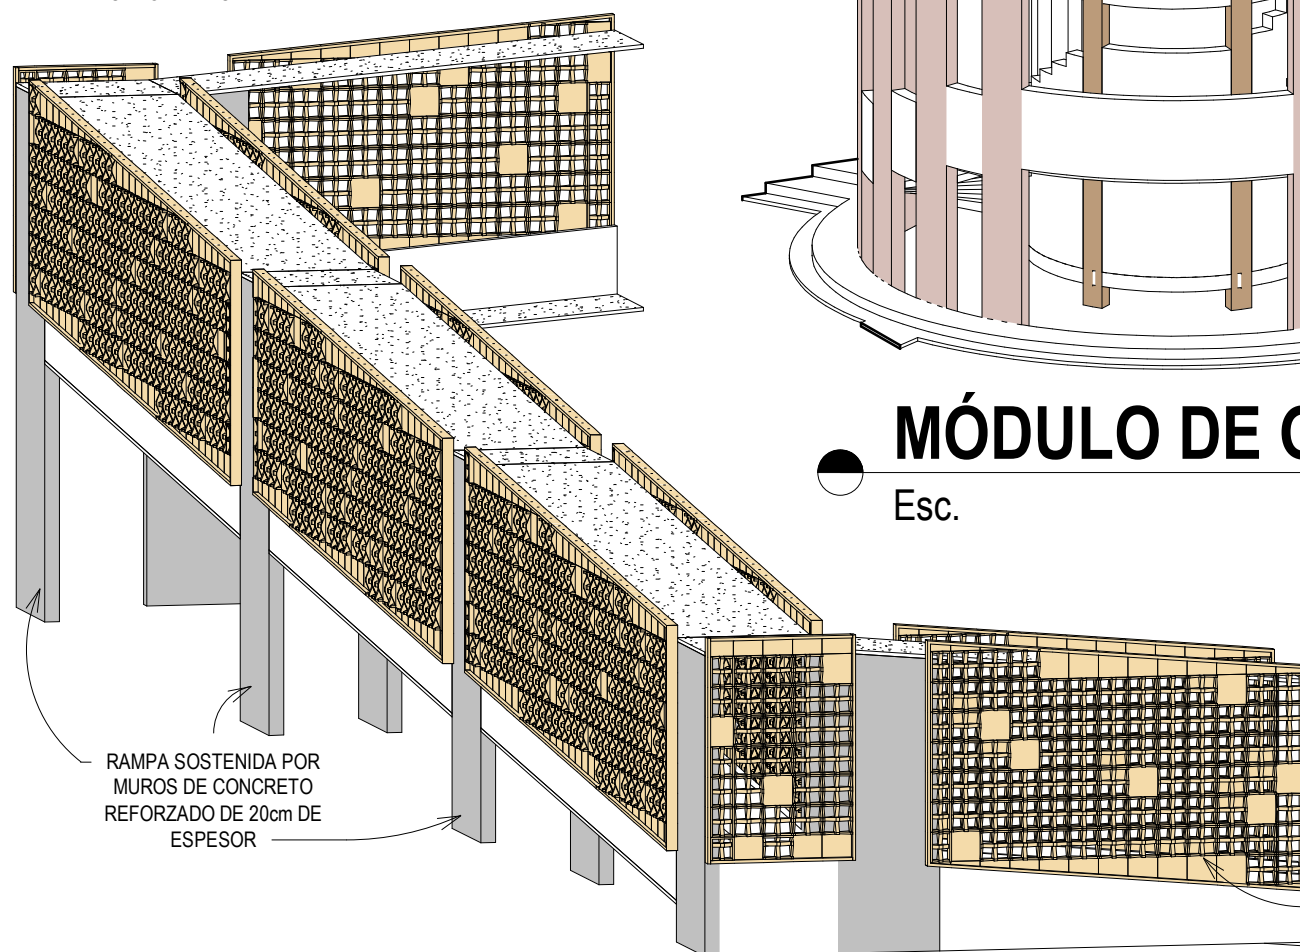 MÓDULO DE
Esc.
RAMPA SOSTENIDA POR
MUROS DE CONCRETO
REFORZADO DE 20cm DE
ESPESOR